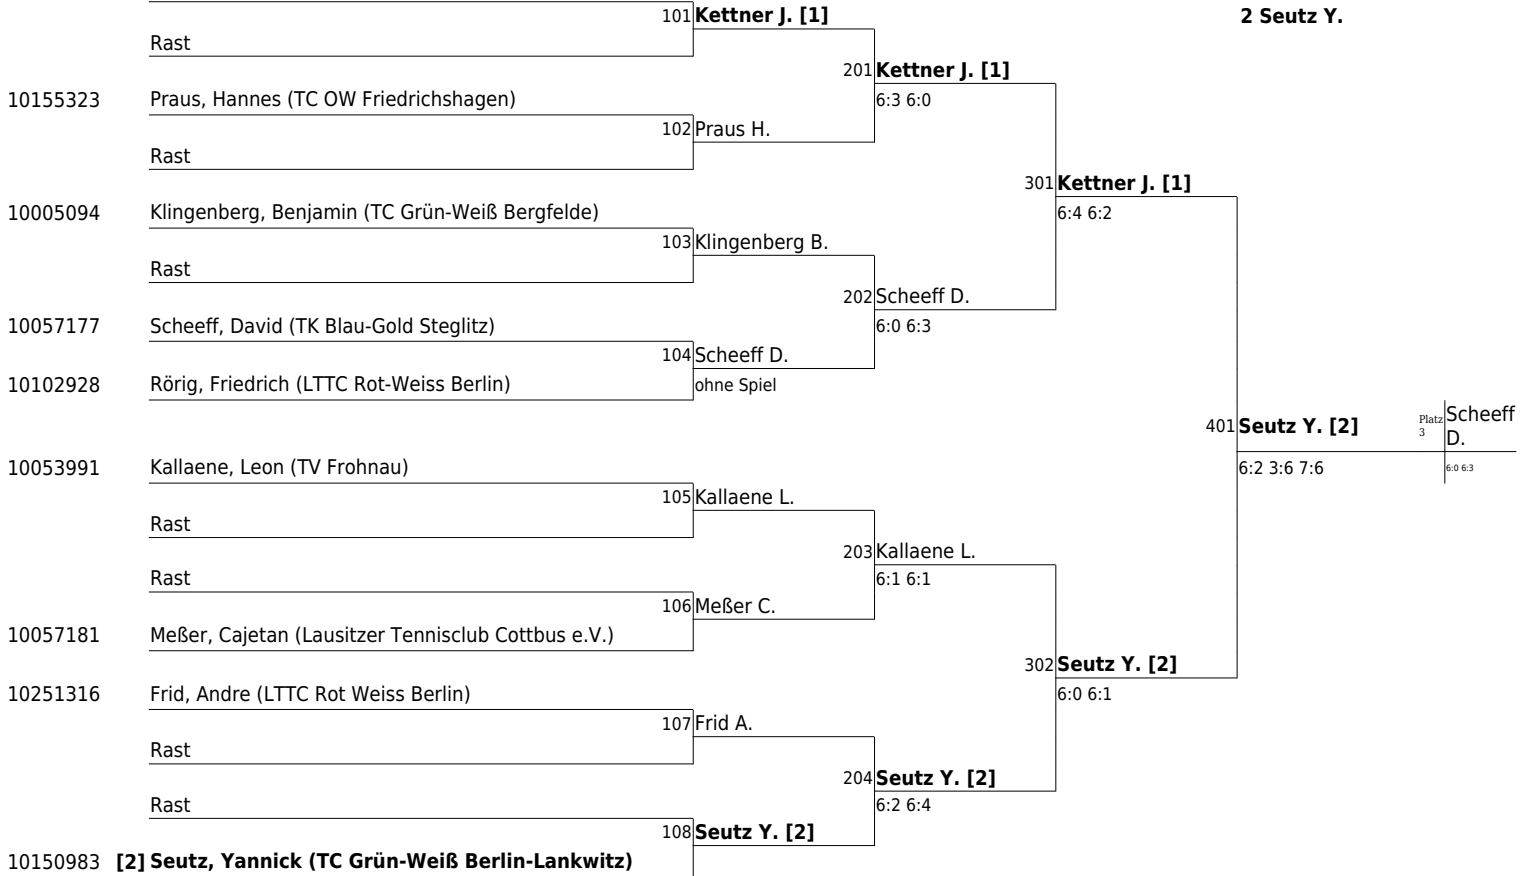 101 Kettner J. [1]
2 Seutz Y.
Rast
201 Kettner J. [1]
10155323 Praus, Hannes (TC OW Friedrichshagen)
6:3 6:0
102 Praus H.
Rast
301 Kettner J. [1]
10005094 Klingenberg, Benjamin (TC Grün-Weiß Bergfelde)
6:4 6:2
103 Klingenberg B.
Rast
202 Scheeff D.
10057177 Scheeff, David (TK Blau-Gold Steglitz)
6:0 6:3
104 Scheeff D.
10102928 Rörig, Friedrich (LTTC Rot-Weiss Berlin)
ohne Spiel
401 Seutz Y. [2]
Platz 3
Scheeff
D.
10053991 Kallaene, Leon (TV Frohnau)
6:2 3:6 7:6
6:0 6:3
105 Kallaene L.
Rast
203 Kallaene L.
Rast
6:1 6:1
106 Meßer C.
10057181 Meßer, Cajetan (Lausitzer Tennisclub Cottbus e.V.)
302 Seutz Y. [2]
10251316 Frid, Andre (LTTC Rot Weiss Berlin)
6:0 6:1
107 Frid A.
Rast
204 Seutz Y. [2]
Rast
6:2 6:4
108 Seutz Y. [2]
10150983 [2] Seutz, Yannick (TC Grün-Weiß Berlin-Lankwitz)